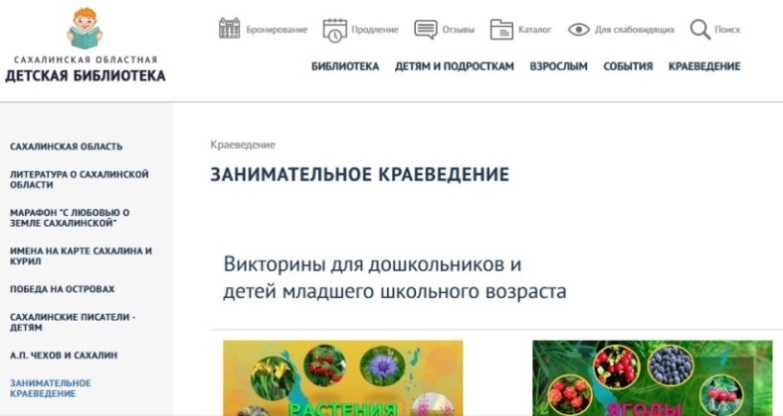 Бронирование Продление Отзывы Каталог Для слабовидящих Поиск
САХАЛИНСКАЯ ОБЛАСТНАЯ
ДЕТСКАЯ БИБЛИОТЕКА
БИБЛИОТЕКА ДЕТЯМ И ПОДРОСТКАМ ВЗРОСЛЫМ СОБЫТИЯ КРАЕВЕДЕНИЕ
САХАЛИНСКАЯ ОБЛАСТЬ
ЛИТЕРАТУРА О САХАЛИНСКОЙ
ОБЛАСТИ
МАРАФОН "С ЛЮБОВЬЮ О
ЗЕМЛЕ САХАЛИНСКОЙ"
ИМЕНА НА КАРТЕ САХАЛИНА И
КУРИЛ
ПОБЕДА НА ОСТРОВАХ
САХАЛИНСКИЕ ПИСАТЕЛИ -
ДЕТЯМ
А.П. ЧЕХОВ И САХАЛИН
ЗАНИМАТЕЛЬНОЕ
КРАЕВЕДЕНИЕ
Краеведение
ЗАНИМАТЕЛЬНОЕ КРАЕВЕДЕНИЕ
Викторины для дошкольников и
детей младшего школьного возраста
РАСТЕНИЯ
ЯГОДЫ